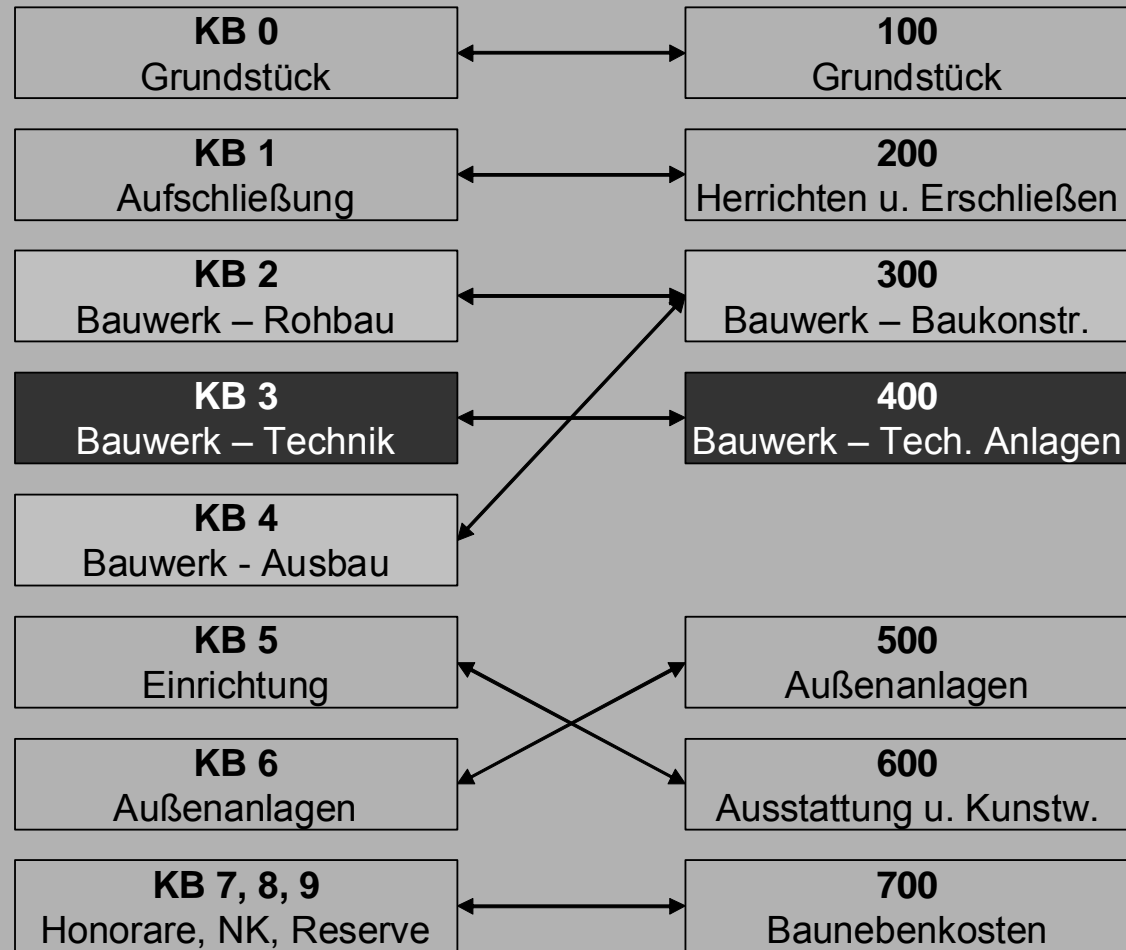 KB 0
Grundstück
100
Grundstück
KB 1
Aufschließung
200
Herrichten u. Erschließen
KB 2
Bauwerk – Rohbau
300
Bauwerk – Baukonstr.
KB 3
Bauwerk – Technik
400
Bauwerk – Tech. Anlagen
KB 4
Bauwerk - Ausbau
KB 5
Einrichtung
500
Außenanlagen
KB 6
Außenanlagen
600
Ausstattung u. Kunstw.
KB 7, 8, 9
Honorare, NK, Reserve
700
Baunebenkosten